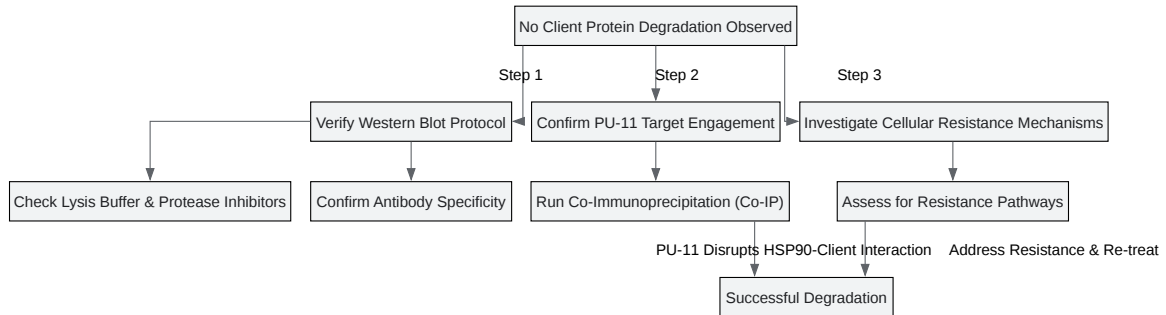 No Client Protein Degradation Observed
Step 1
Step 2
Step 3
Verify Western Blot Protocol
Confirm PU-11 Target Engagement
Investigate Cellular Resistance Mechanisms
Check Lysis Buffer & Protease Inhibitors
Confirm Antibody Specificity
Run Co-Immunoprecipitation (Co-IP)
Assess for Resistance Pathways
PU-11 Disrupts HSP90-Client Interaction
Address Resistance & Re-treat
Successful Degradation